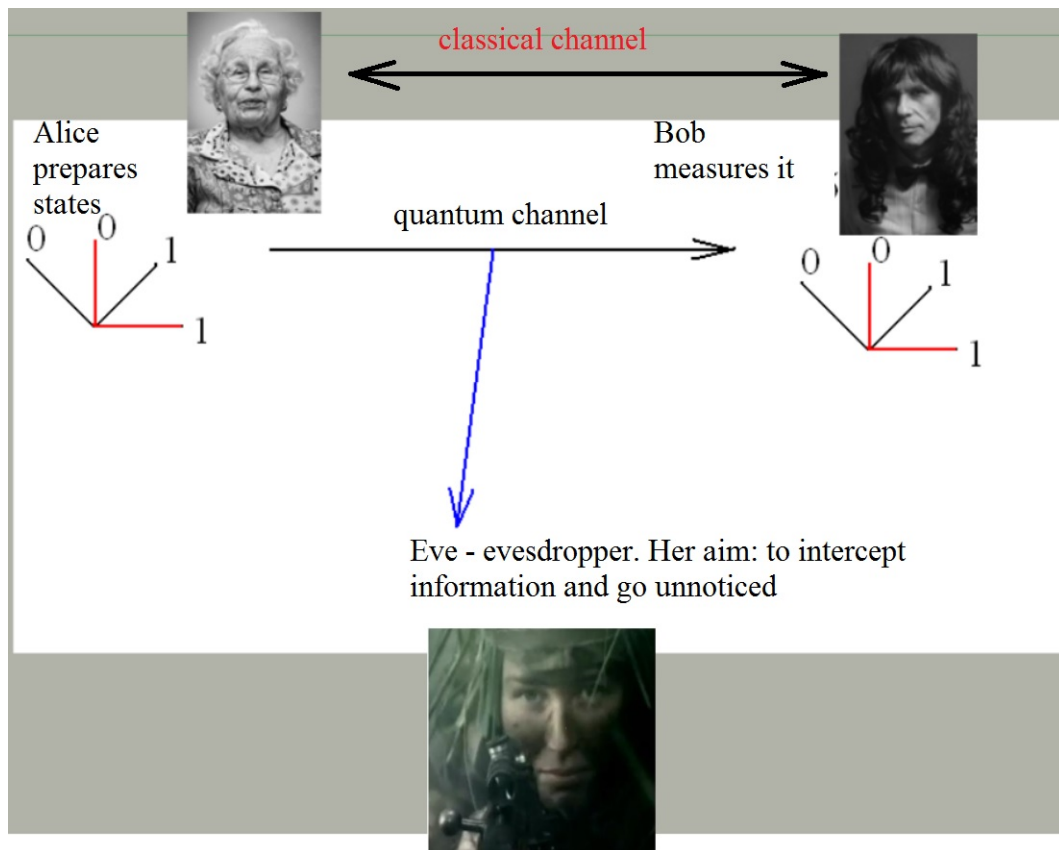 classical channel
Alice
prepares
states
Bob
measures it
quantum channel
0
0
1
1
0
0
1
1
Eve - evesdropper. Her aim: to intercept
information and go unnoticed